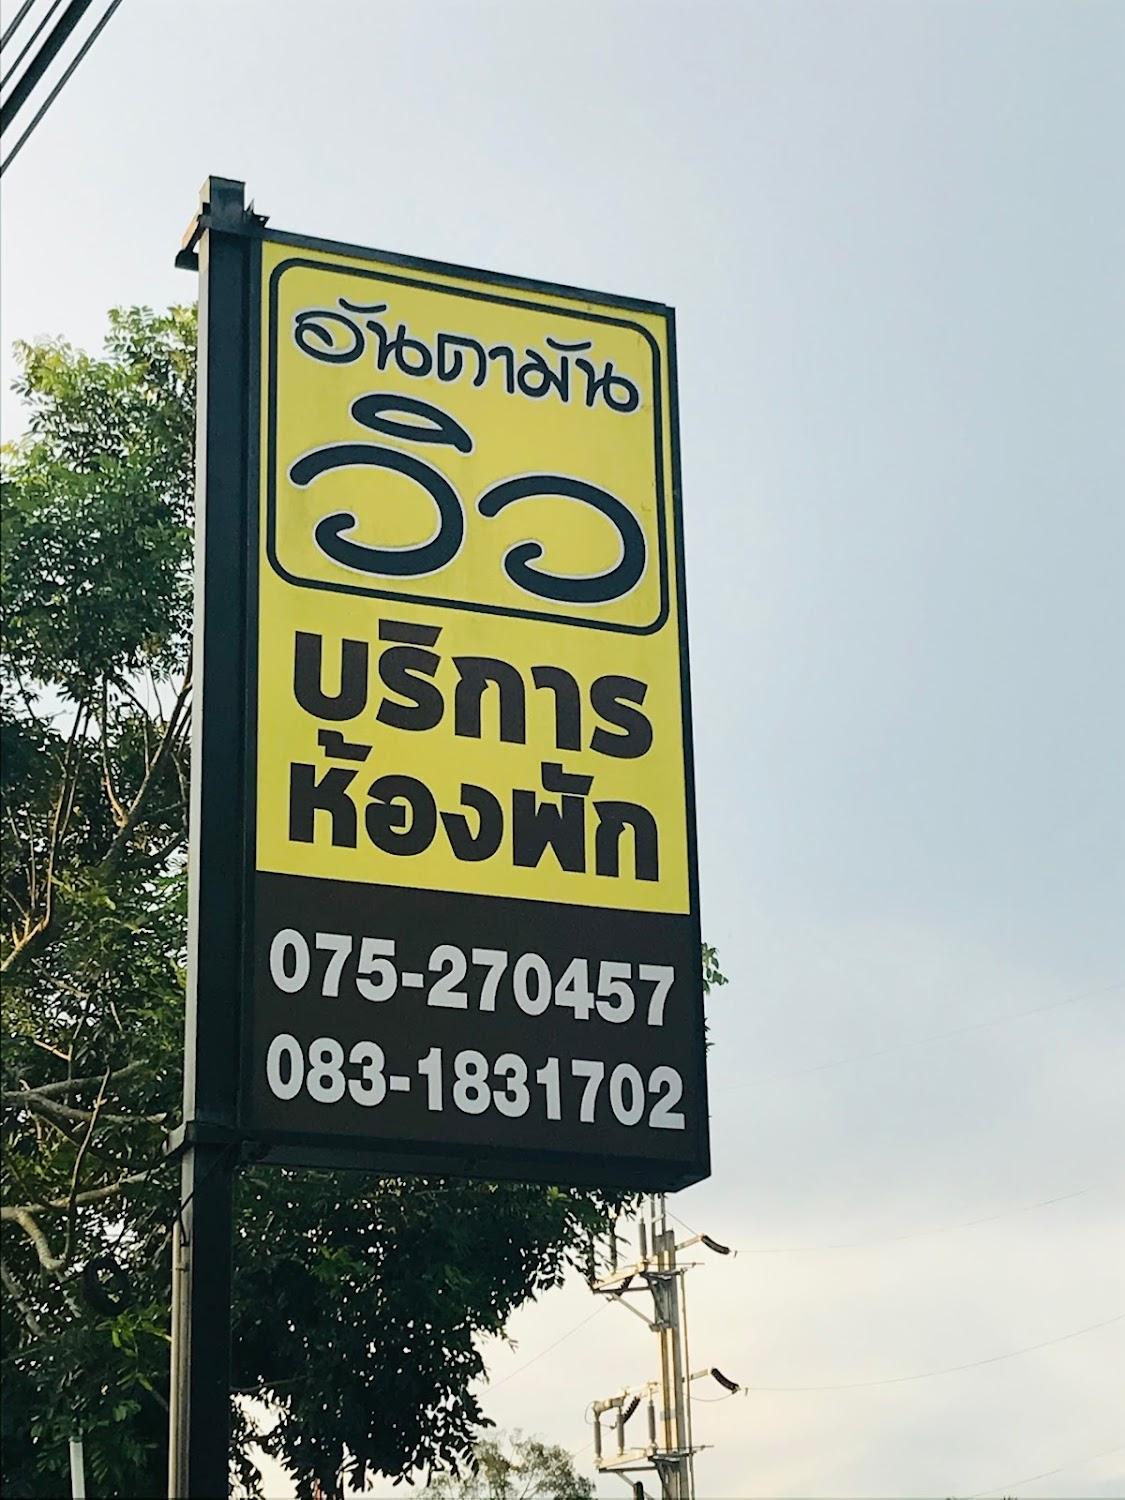 อันดามัน
วิว
บริการ
ห้องพัก
075-270457
083-1831702